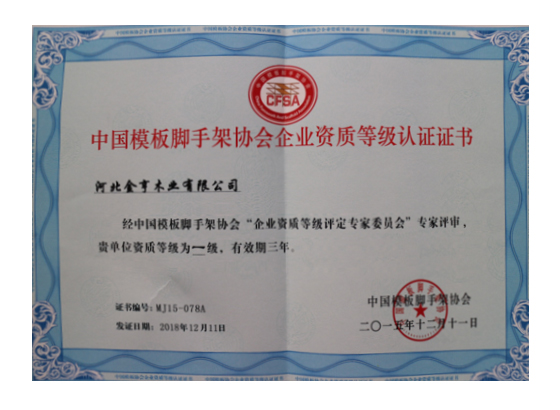 CFSA
中国模板脚手架协会企业资质等级认证证书
河北金亨木业有限公司
经中国模板脚手架协会“企业资质等级评定专家委员会”专家评审,
贵单位资质等级为一级、有效期三年。
证书编号: MJ15-078A
中国模板脚手架协会
发证日期: 2018年12月11日
二〇一五年十二月十一日